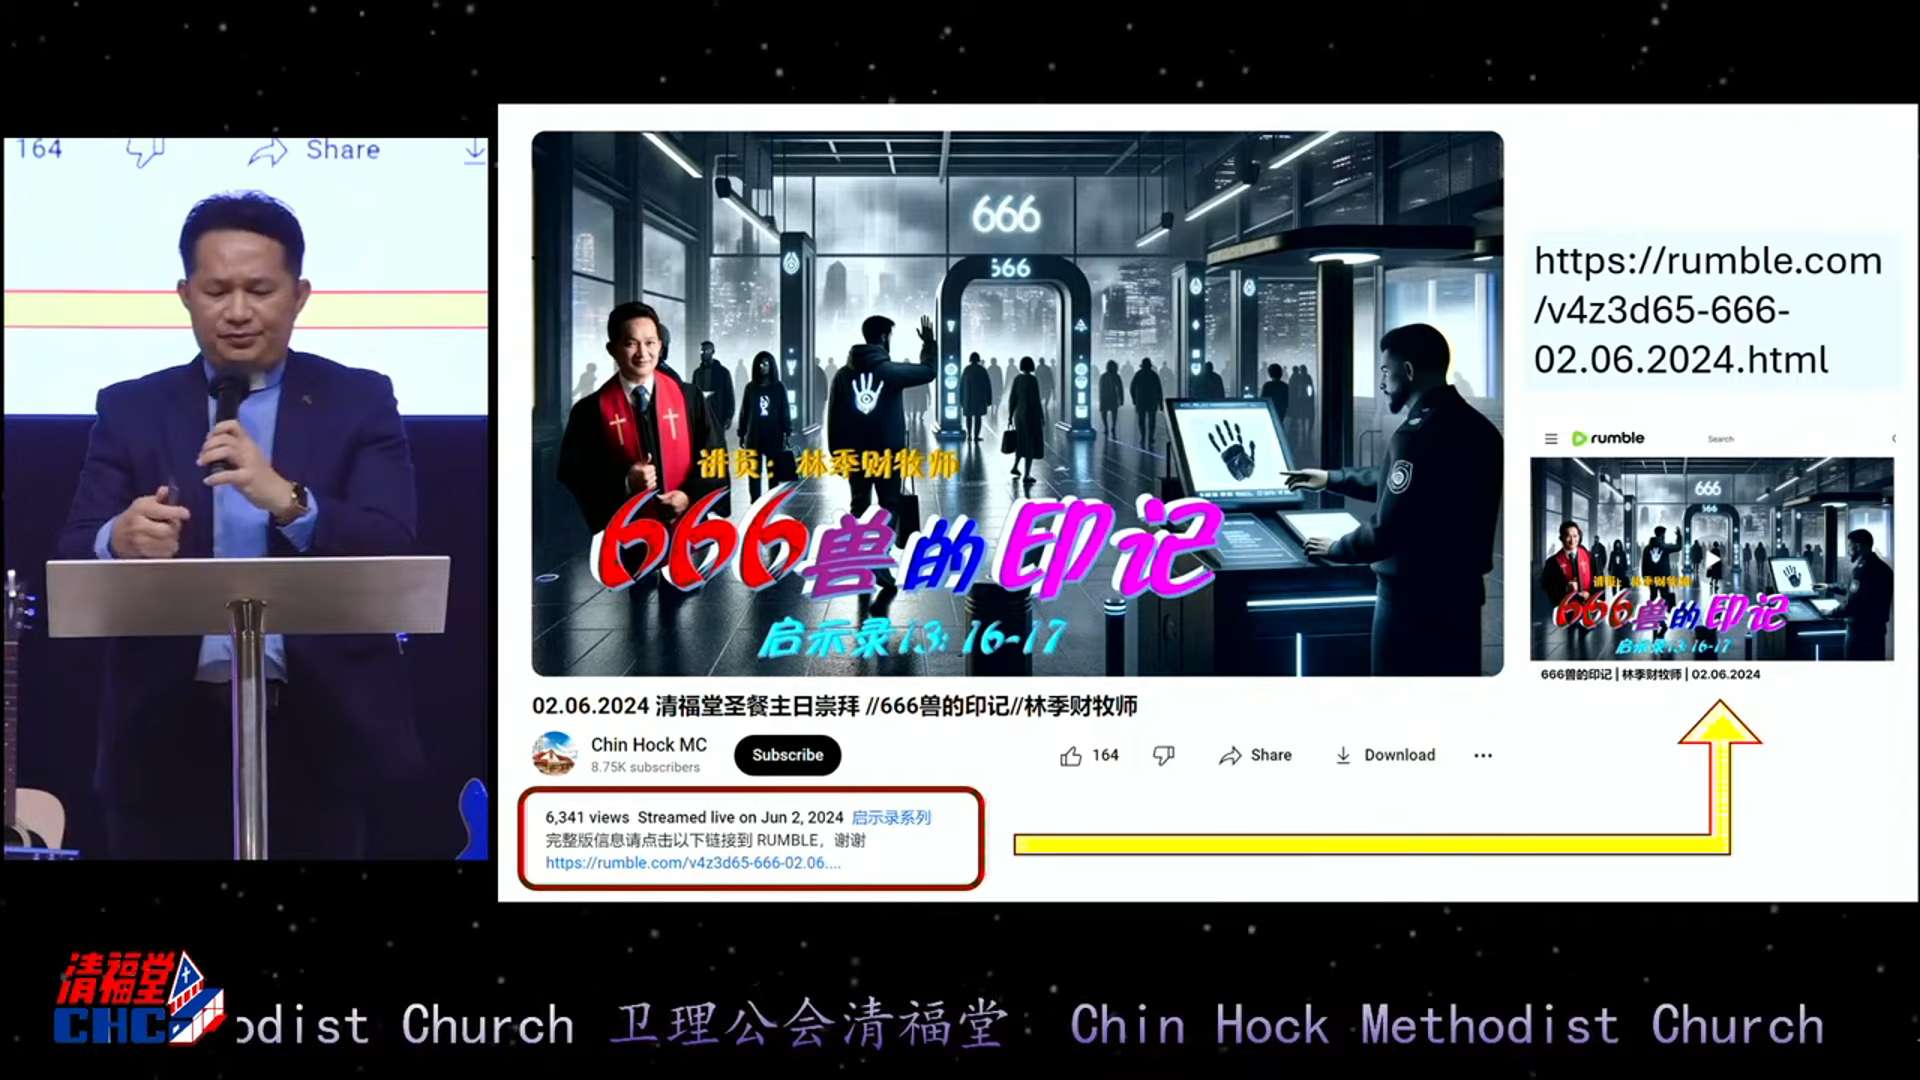 164
Share
666
666
讲员：林季财牧师
666兽的印记
启示录13:16-17
02.06.2024 清福堂圣餐主日崇拜 //666兽的印记//林季财牧师
Chin Hock MC
8.75K subscribers
Subscribe
164
Share
Download
6,341 views Streamed live on Jun 2, 2024 启示录系列
完整版信息请点击以下链接到 RUMBLE，谢谢
https://rumble.com/v4z3d65-666-02.06....
https://rumble.com
/v4z3d65-666-
02.06.2024.html
rumble
Search
666
666
讲员：林季财牧师
666兽的印记
启示录13:16-17
666兽的印记 | 林季财牧师 | 02.06.2024
清福堂
CHC
odist Church 卫理公会清福堂 Chin Hock Methodist Church